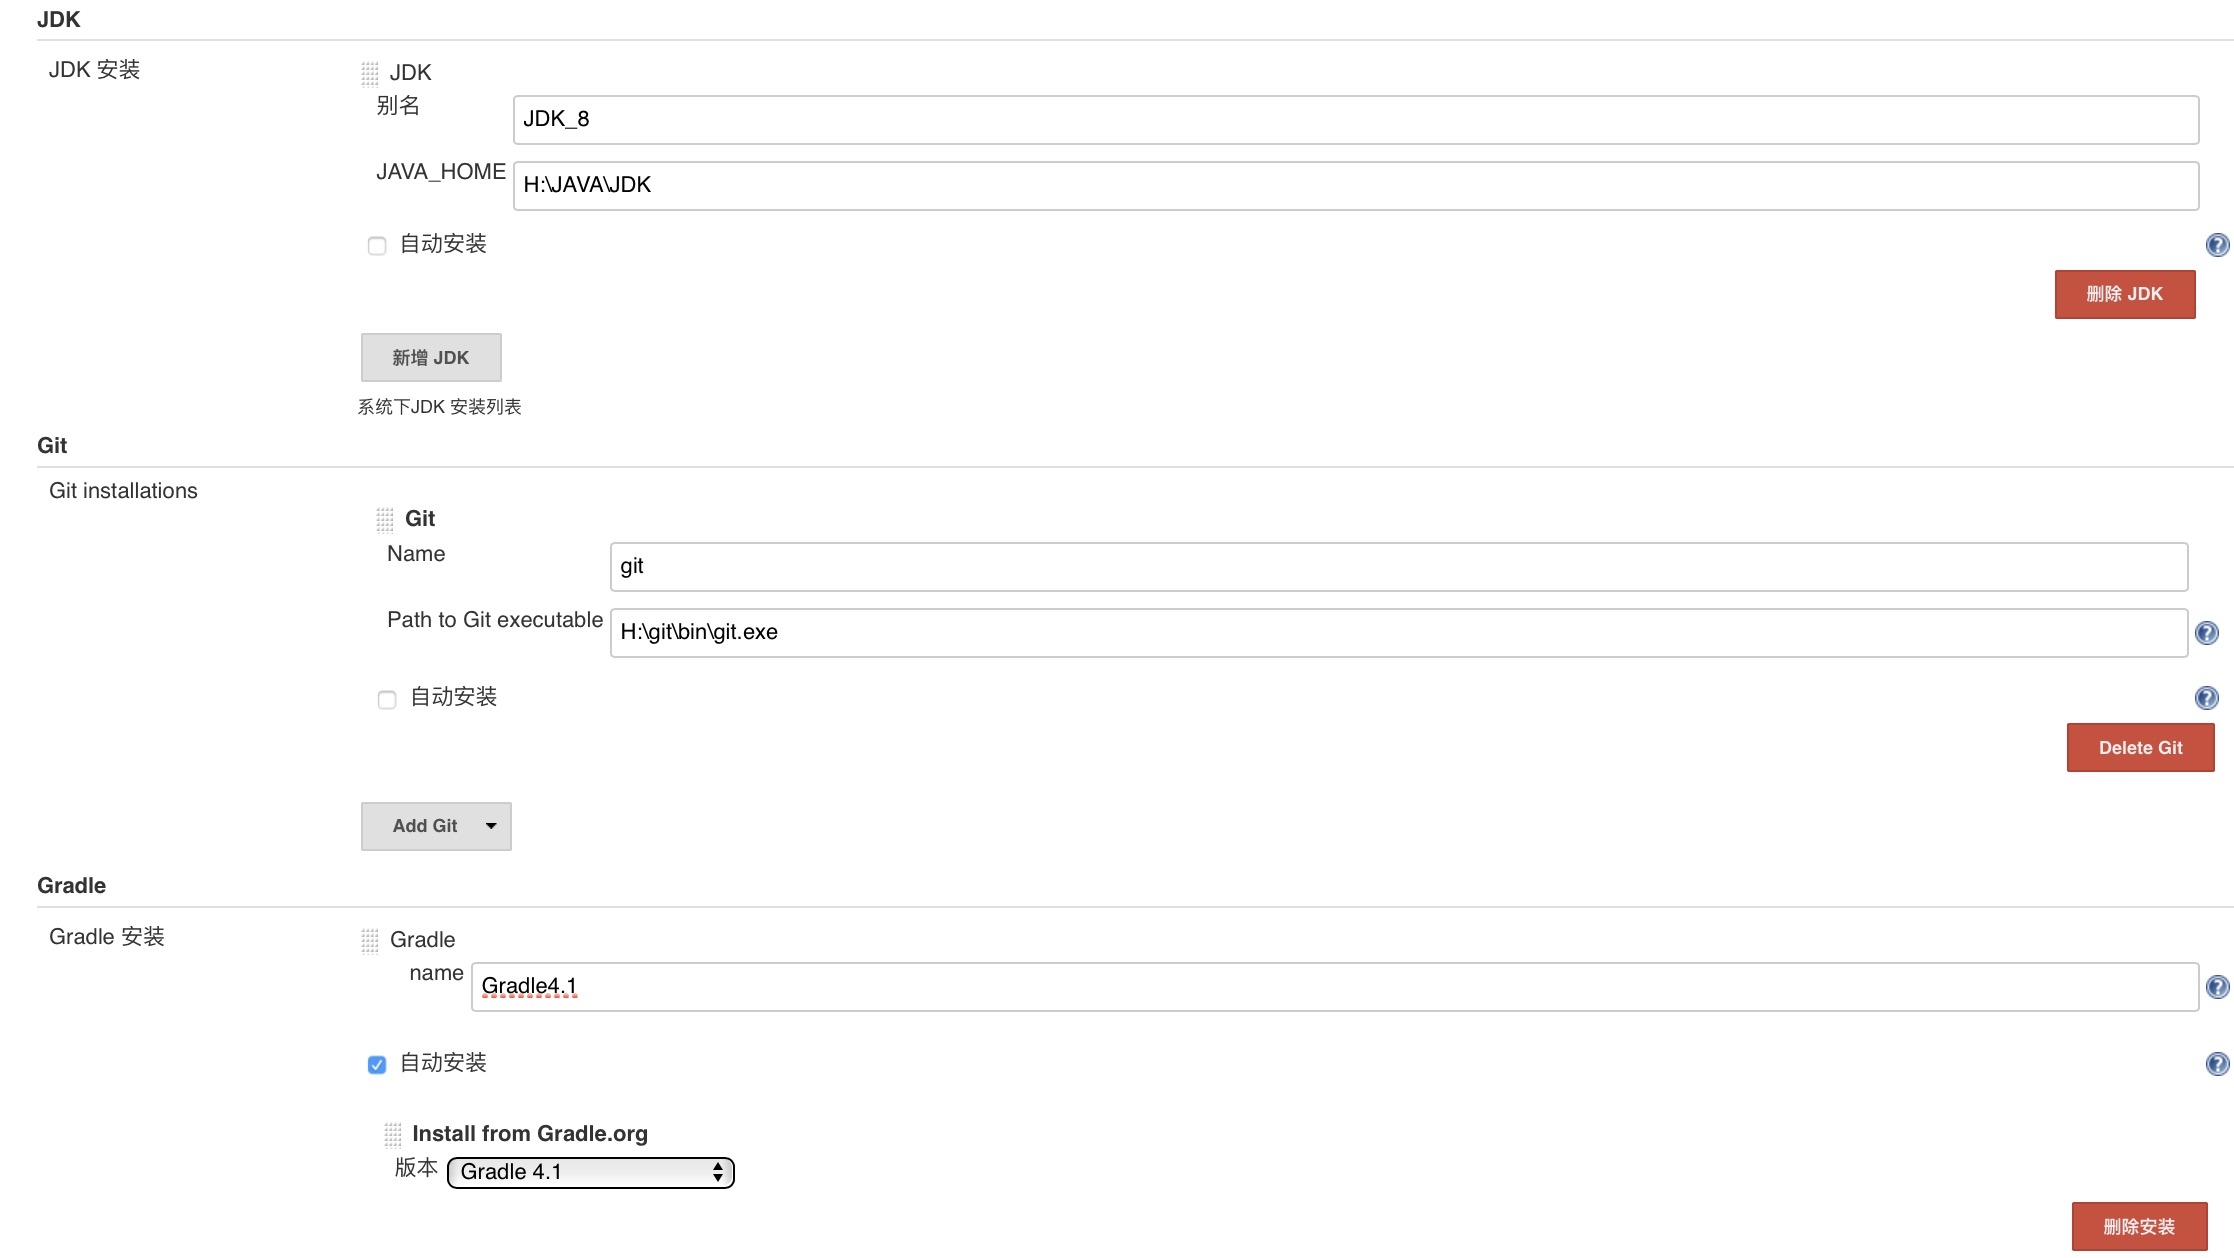 JDK
JDK 安装
JDK
别名
JDK_8
JAVA_HOME
H:\JAVA\JDK
自动安装
删除 JDK
新增 JDK
系统下JDK 安装列表
Git
Git installations
Git
Name
git
Path to Git executable
H:\git\bin\git.exe
自动安装
Delete Git
Add Git
Gradle
Gradle 安装
Gradle
name
Gradle4.1
自动安装
Install from Gradle.org
版本
Gradle 4.1
删除安装